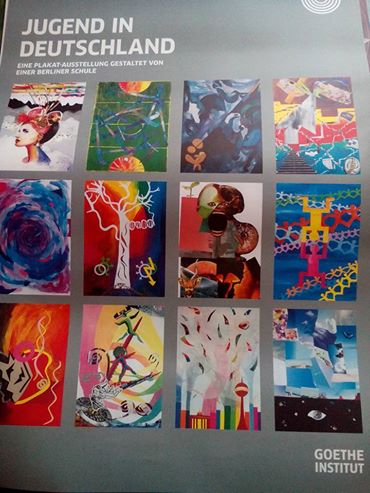 JUGEND IN
DEUTSCHLAND
EINE PLAKAT-AUSSTELLUNG GESTALTET VON
EINER BERLINER SCHULE
GOETHE
INSTITUT